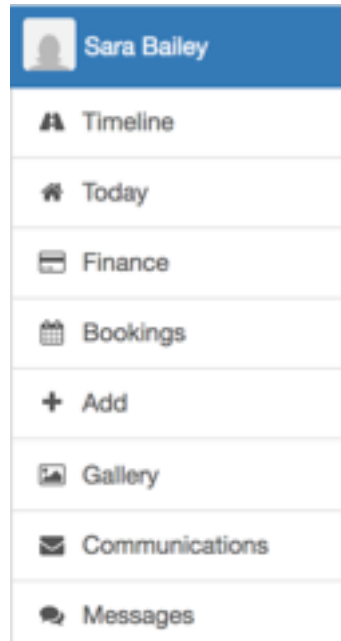 Sara Bailey
Timeline
Today
Finance
Bookings
Add
Gallery
Communications
Messages